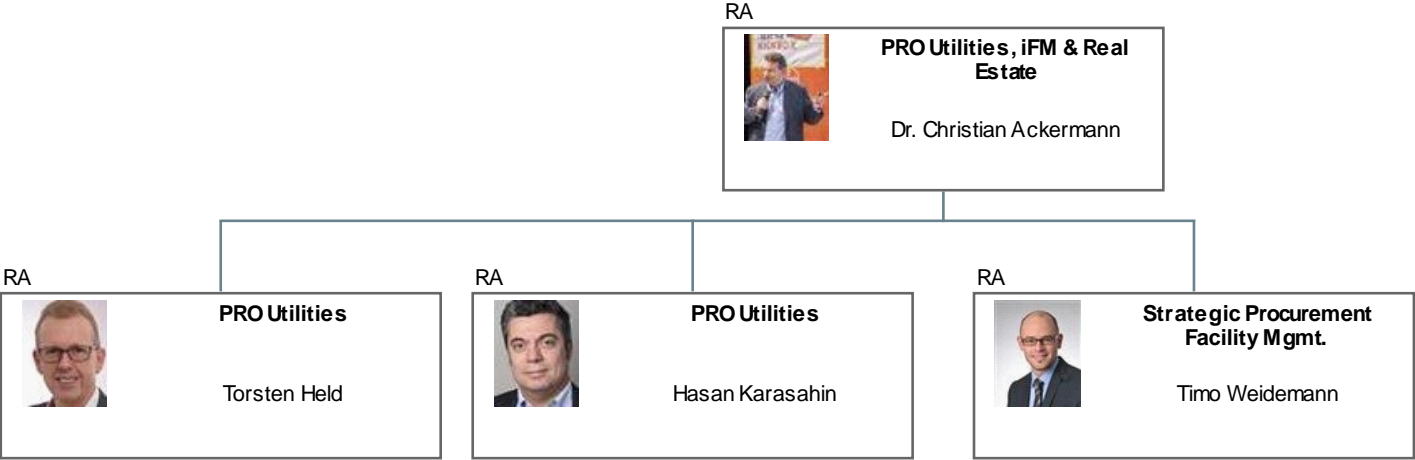 RA
PRO Utilities, iFM & Real
Estate
Dr. Christian Ackermann
RA
PRO Utilities
Torsten Held
RA
PRO Utilities
Hasan Karasahin
RA
Strategic Procurement
Facility Mgmt.
Timo Weidemann